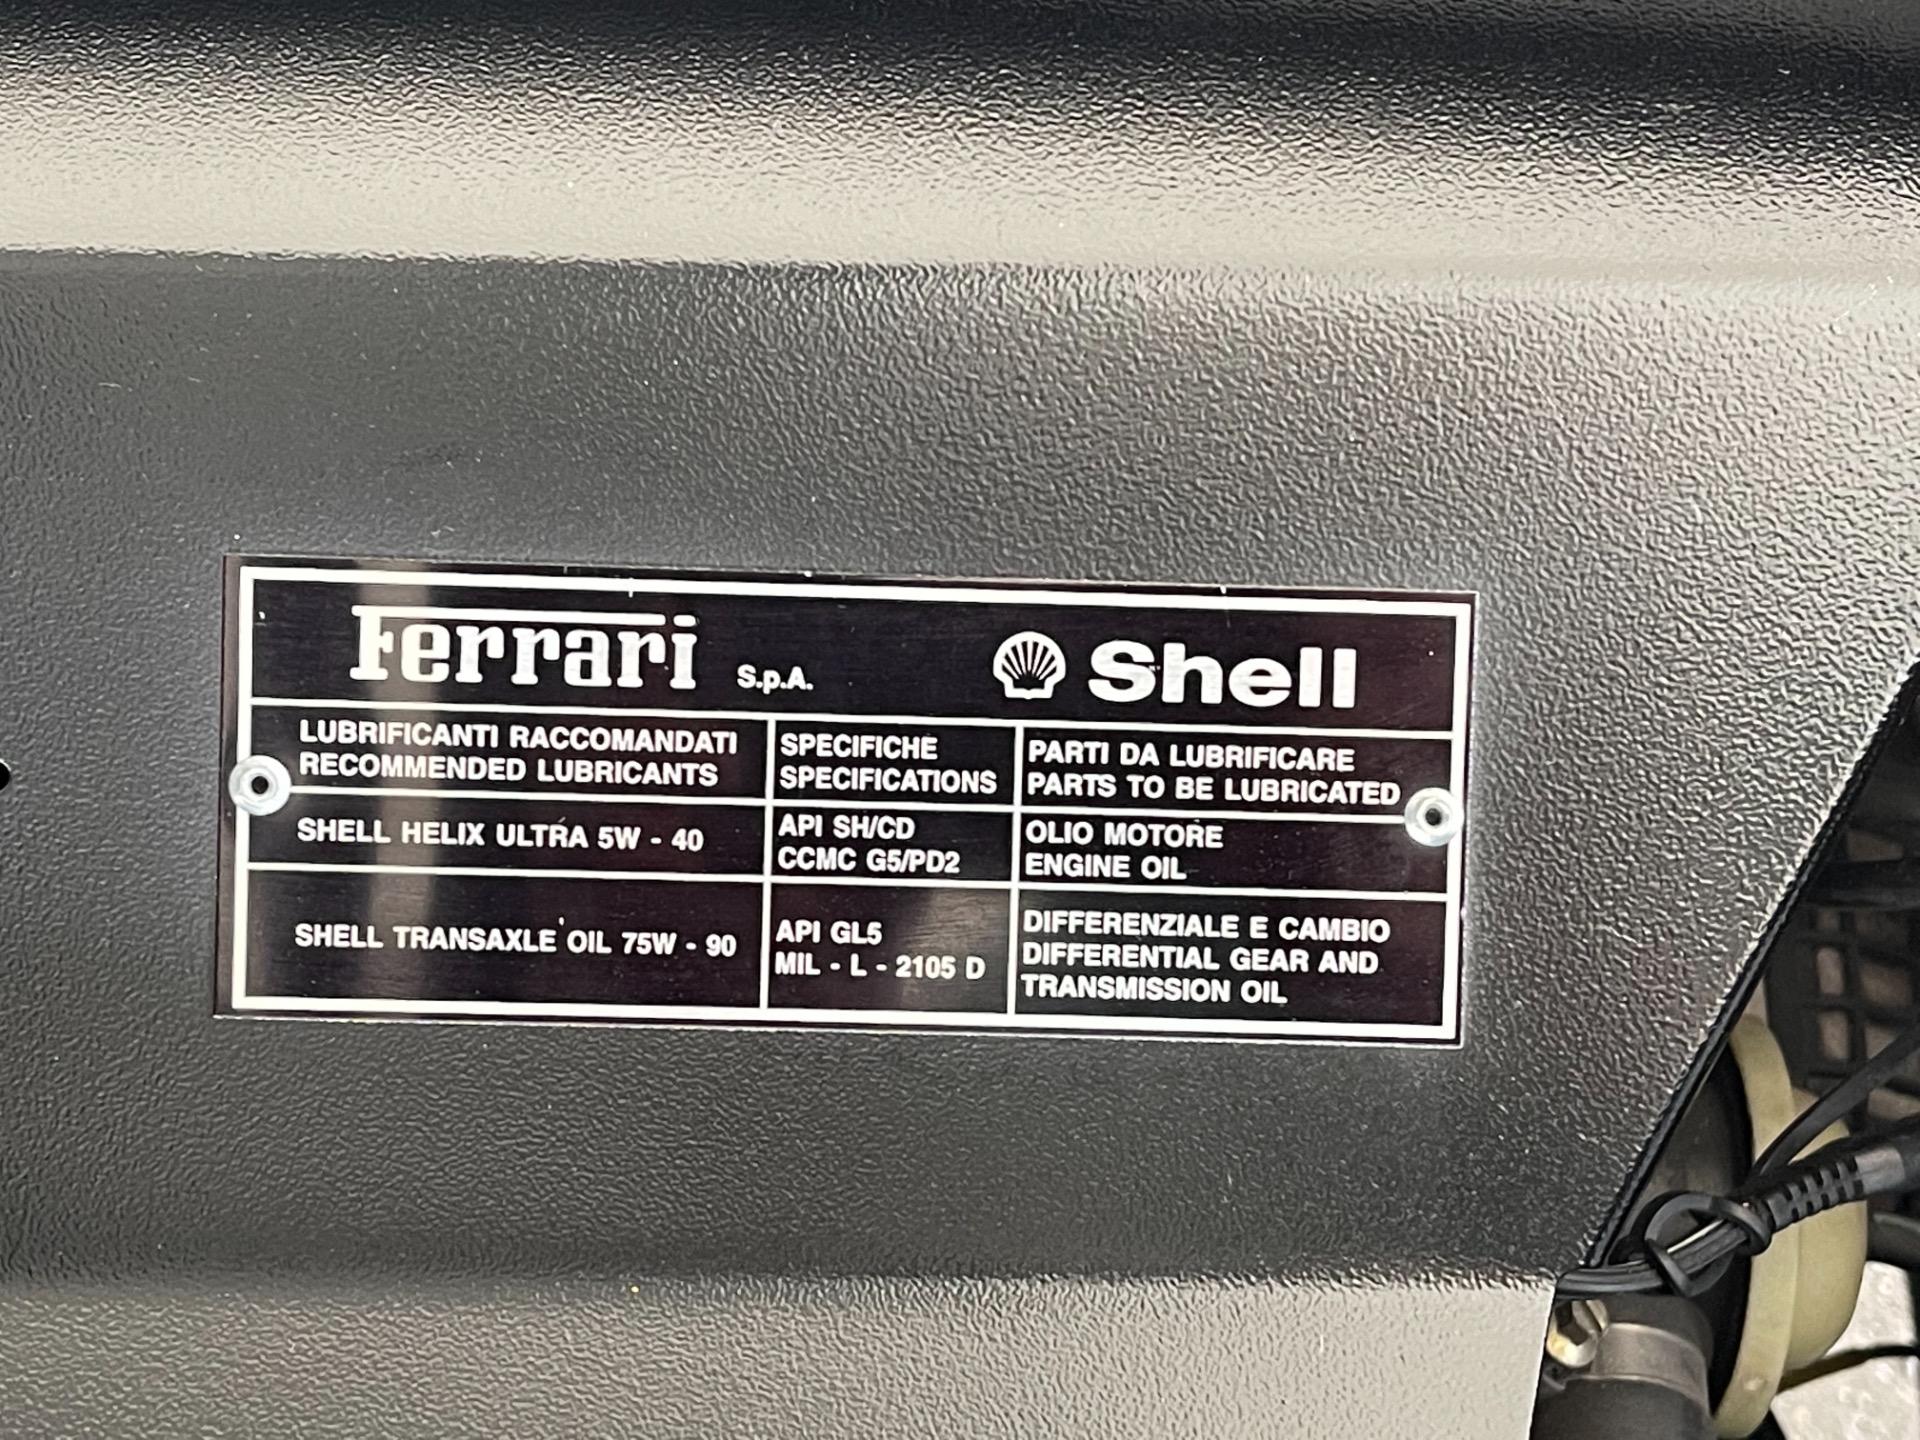 Ferrari S.p.A. Shell
LUBRIFICANTI RACCOMANDATI
RECOMMENDED LUBRICANTS
SPECIFICHE
SPECIFICATIONS
PARTI DA LUBRIFICARE
PARTS TO BE LUBRICATED
SHELL HELIX ULTRA 5W - 40
API SH/CD
CCMC G5/PD2
OLIO MOTORE
ENGINE OIL
SHELL TRANSAXLE OIL 75W - 90
API GL5
MIL - L - 2105 D
DIFFERENZIALE E CAMBIO
DIFFERENTIAL GEAR AND
TRANSMISSION OIL